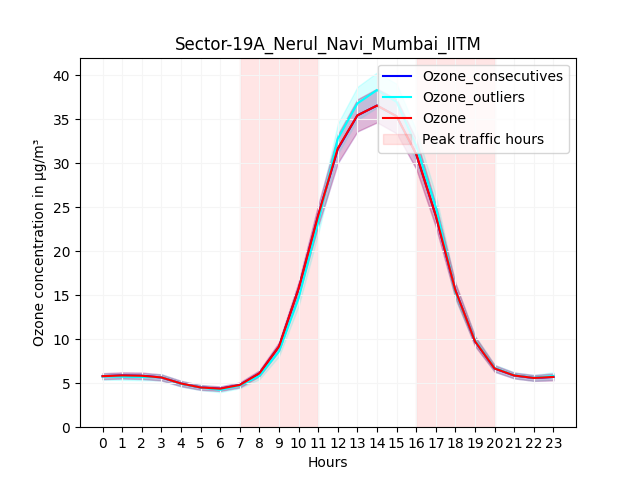 Sector-19A_Nerul_Navi_Mumbai_IITM
Ozone concentration in µg/m³
40
35
30
25
20
15
10
5
0
Ozone_consecutives
Ozone_outliers
Ozone
Peak traffic hours
0 1 2 3 4 5 6 7 8 9 10 11 12 13 14 15 16 17 18 19 20 21 22 23
Hours